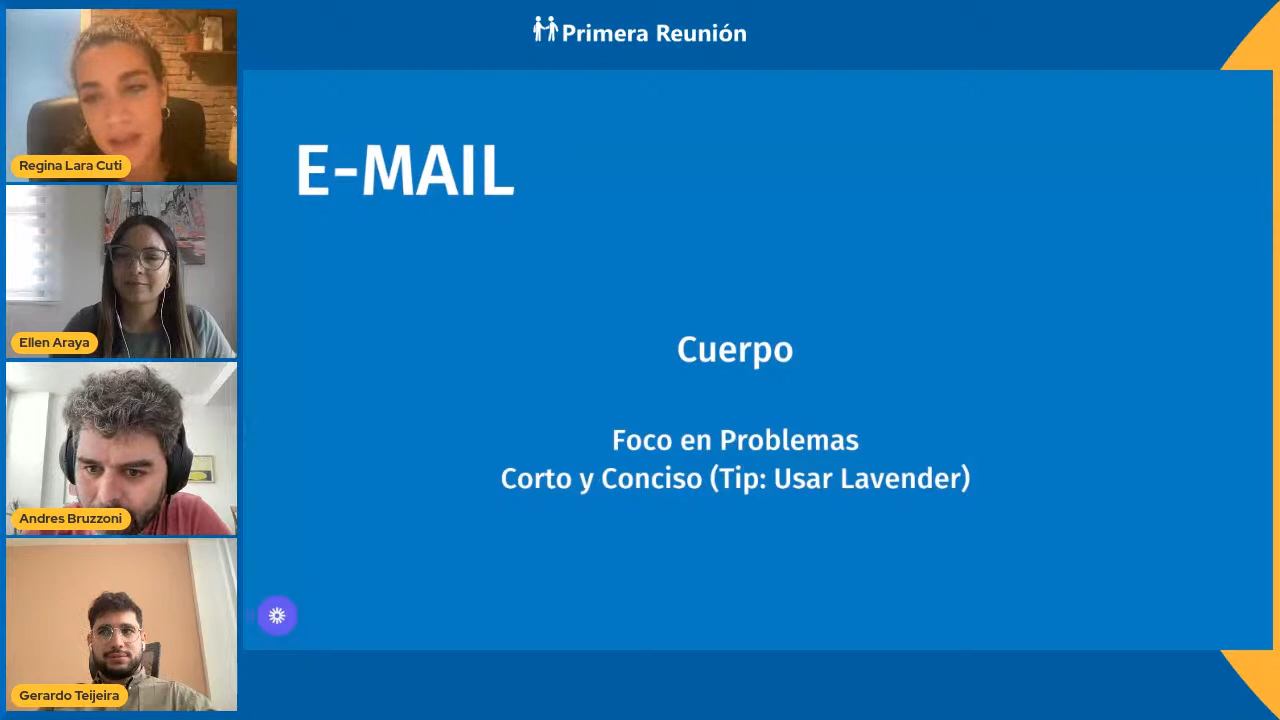 Primera Reunión
Regina Lara Cuti
Ellen Araya
Andres Bruzzoni
Gerardo Teijeira
E-MAIL
Cuerpo
Foco en Problemas
Corto y Conciso (Tip: Usar Lavender)